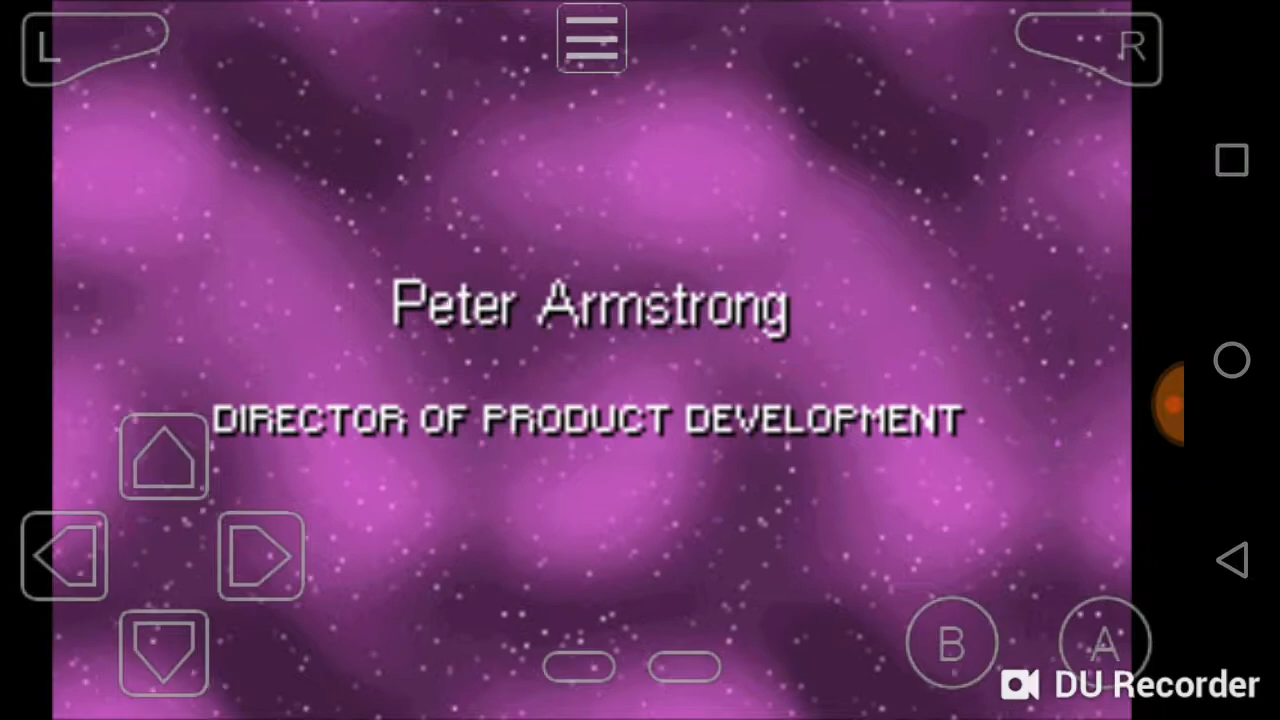 L
R
Peter Armstrong
DIRECTOR OF PRODUCT DEVELOPMENT
B
A
DU Recorder